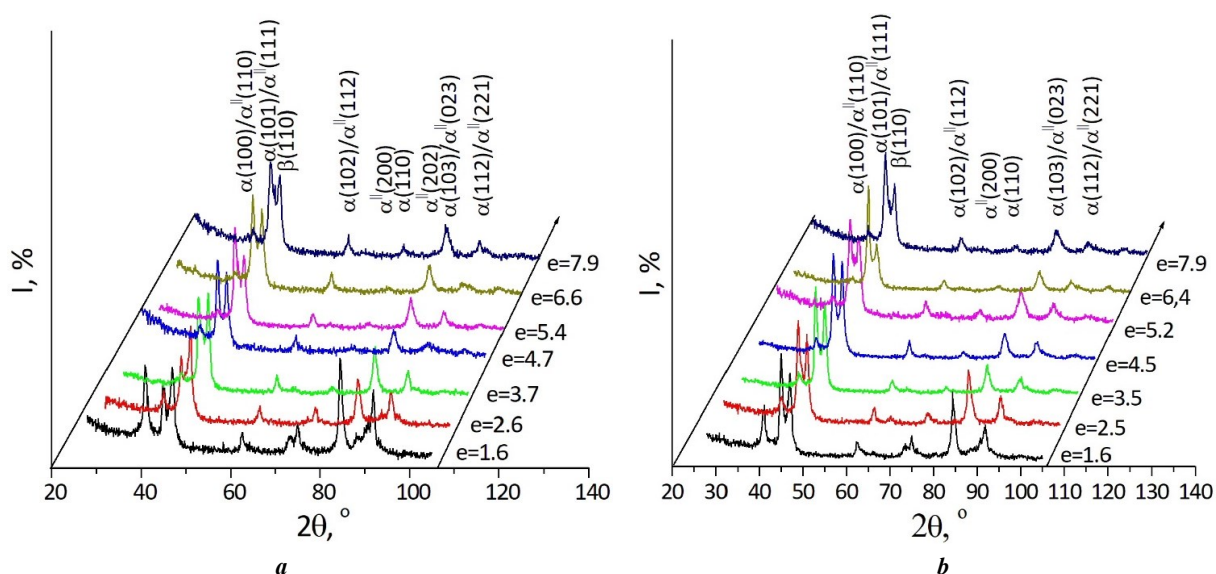 I, %
α(100)/α||(110)
α(101)/α||(111)
β(110)
α(102)/α||(112)
α||(200)
α(110)
α||(202)
α(103)/α||(023)
α(112)/α||(221)
e=7.9
e=6.6
e=5.4
e=4.7
e=3.7
e=2.6
e=1.6
20 40 60 80 100 120 140
2θ, °
a
I, %
α(100)/α||(110)
α(101)/α||(111)
β(110)
α(102)/α||(112)
α||(200)
α(110)
α(103)/α||(023)
α(112)/α||(221)
e=7.9
e=6,4
e=5.2
e=4.5
e=3.5
e=2.5
e=1.6
20 30 40 50 60 70 80 90 100 110 120 130 140
2θ, °
b